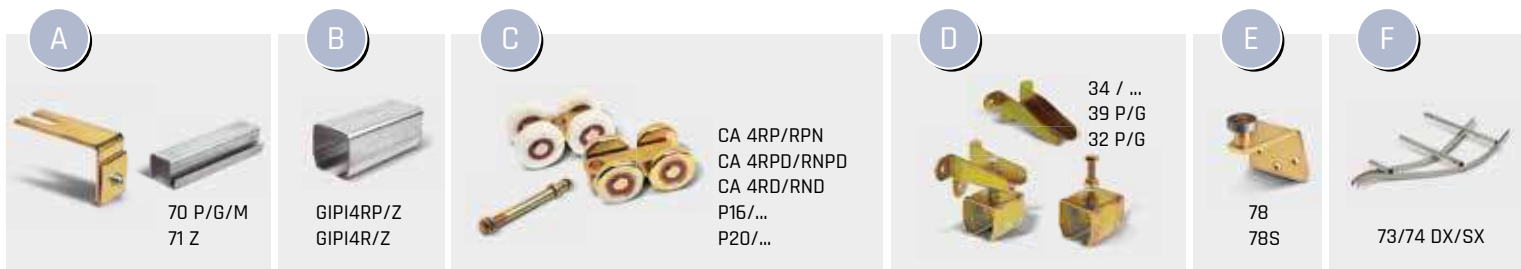 A
70 P/G/M
71 Z
B
GIPI4RP/Z
GIPI4R/Z
C
CA 4RP/RPN
CA 4RPD/RNPD
CA 4RD/RND
P16/...
P20/...
D
34 / ...
39 P/G
32 P/G
E
78
78S
F
73/74 DX/SX